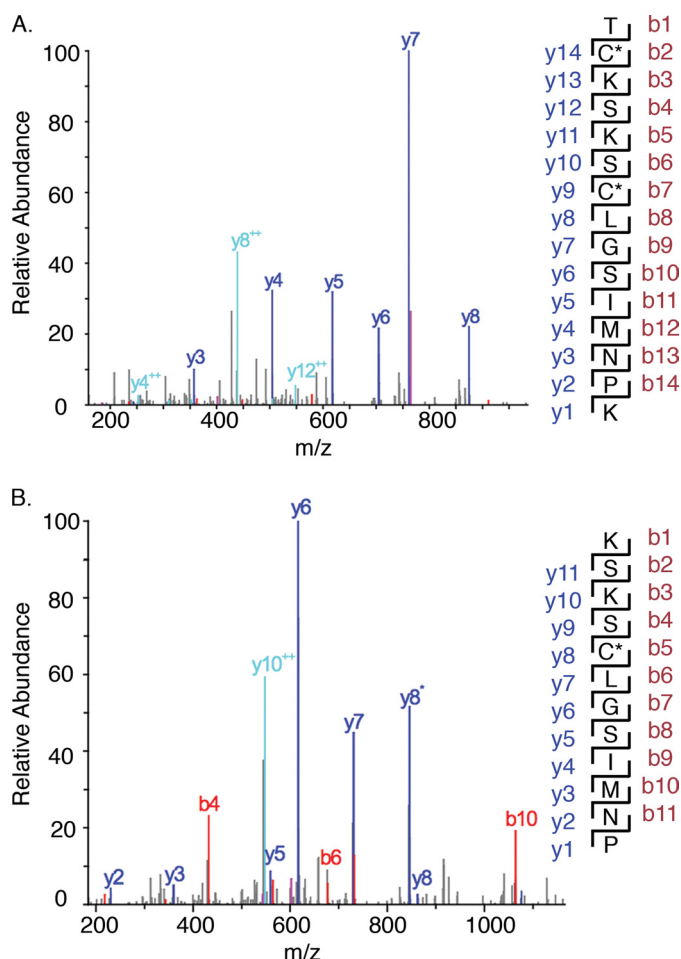 A.
Relative Abundance
100
80
60
40
20
0
200
400
600
800
m/z
y3
y4++
y8++
y4
y12++
y5
y6
y7
y8
T b1
y14 C* b2
y13 K b3
y12 S b4
y11 K b5
y10 S b6
y9 C* b7
y8 L b8
y7 G b9
y6 S b10
y5 I b11
y4 M b12
y3 N b13
y2 P b14
y1 K
B.
Relative Abundance
100
80
60
40
20
0
200
400
600
800
1000
m/z
y2
y3
b4
y10++
y5
y6
b6
y7
y8*
y8
b10
K b1
y11 S b2
y10 K b3
y9 S b4
y8 C* b5
y7 L b6
y6 G b7
y5 S b8
y4 I b9
y3 M b10
y2 N b11
y1 P